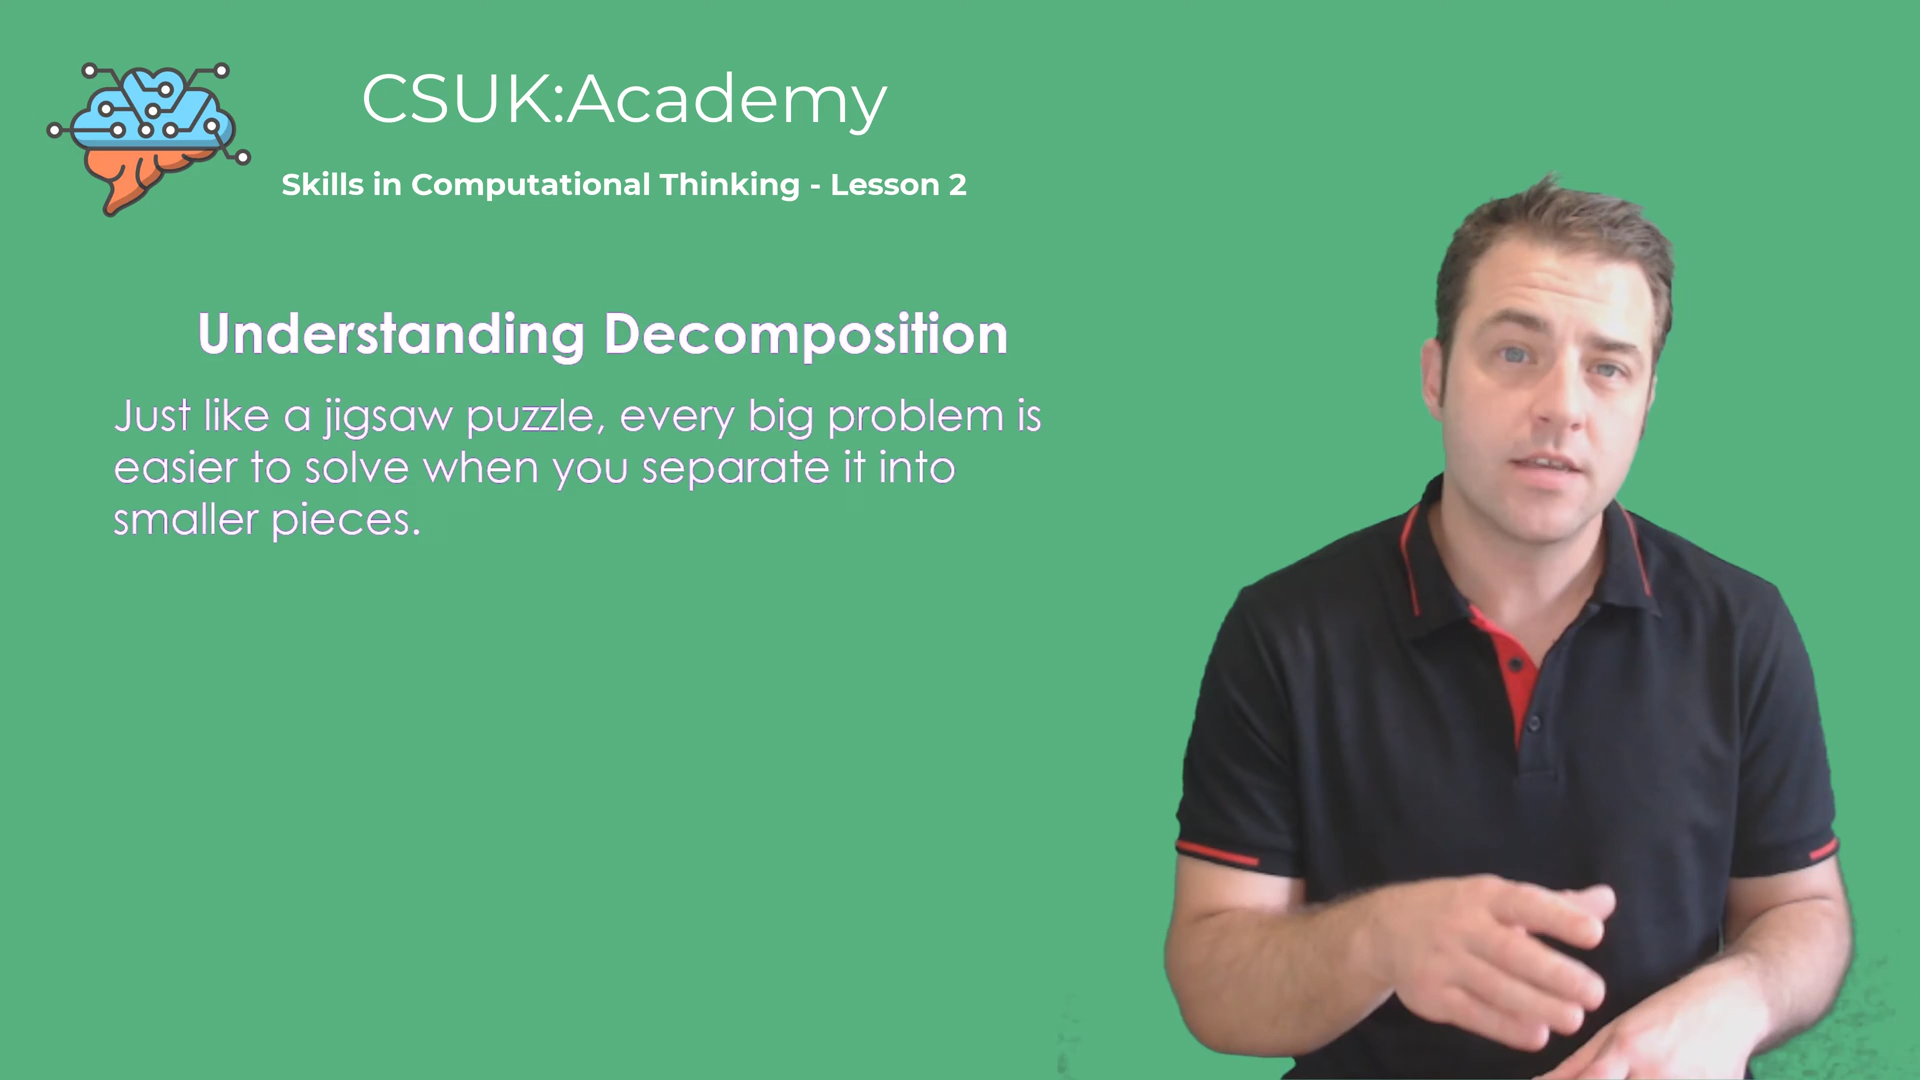 CSUK:Academy
Skills in Computational Thinking - Lesson 2
Understanding Decomposition
Just like a jigsaw puzzle, every big problem is
easier to solve when you separate it into
smaller pieces.